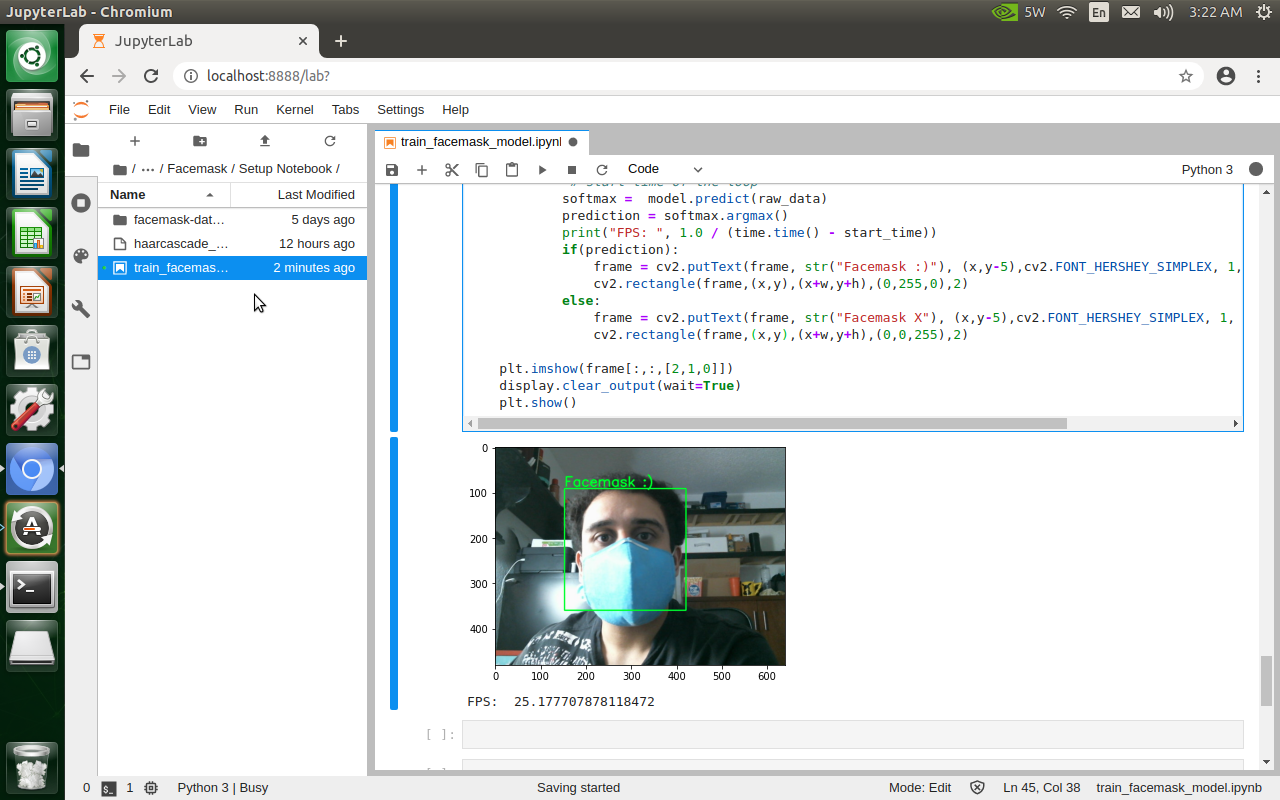 JupyterLab - Chromium
5W
En
3:22 AM
JupyterLab
localhost:8888/lab?
File Edit View Run Kernel Tabs Settings Help
/ ··· / Facemask / Setup Notebook /
Name Last Modified
facemask-dat… 5 days ago
haarcascade_… 12 hours ago
train_facemas… 2 minutes ago
train_facemask_model.ipynl
Code
Python 3
# Start time of the loop
softmax =  model.predict(raw_data)
prediction = softmax.argmax()
print("FPS: ", 1.0 / (time.time() - start_time))
if(prediction):
frame = cv2.putText(frame, str("Facemask :)"), (x,y-5),cv2.FONT_HERSHEY_SIMPLEX, 1,
cv2.rectangle(frame,(x,y),(x+w,y+h),(0,255,0),2)
else:
frame = cv2.putText(frame, str("Facemask X"), (x,y-5),cv2.FONT_HERSHEY_SIMPLEX, 1,
cv2.rectangle(frame,(x,y),(x+w,y+h),(0,0,255),2)
plt.imshow(frame[:,:,[2,1,0]])
display.clear_output(wait=True)
plt.show()
0
100
200
300
400
Facemask :)
0 100 200 300 400 500 600
FPS:  25.177707878118472
[ ]:
0 $_ 1 Python 3 | Busy Saving started Mode: Edit Ln 45, Col 38 train_facemask_model.ipynb